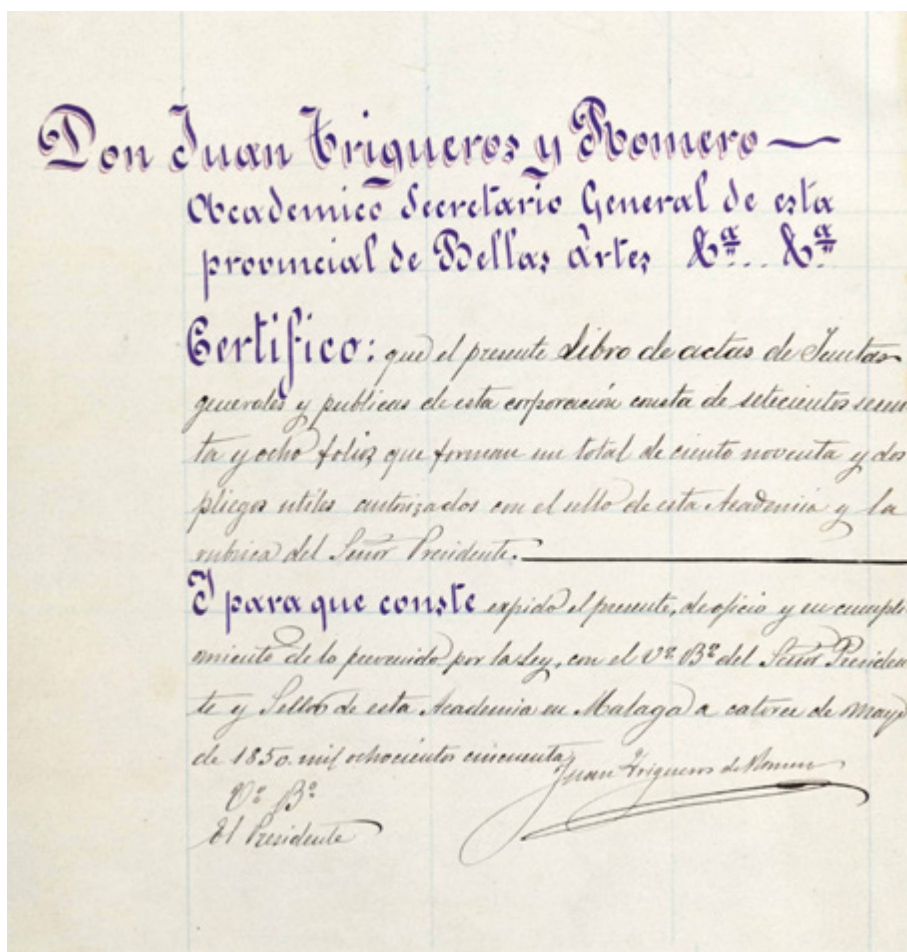 Don Juan Trigueros y Romero —
Academico Secretario General de esta
provincial de Bellas Artes &ª.. &ª
Certifico: que el presente Libro de actas de Juntas
generales y publicas de esta corporación consta de setecientos sesen
ta y ocho folios que forman un total de ciento noventa y dos
pliegos utiles autorizados con el sello de esta Academia y la
rubrica del Señor Presidente.
Y para que conste expido el presente, de oficio y en cumpli
miento de lo prevenido por la Ley, con el Vº Bº del Señor Presiden
te y Sello de esta Academia en Malaga a catorce de Mayo
de 1850. mil ochocientos cincuenta
Juan Trigueros de Romero
Vº Bº
El Presidente